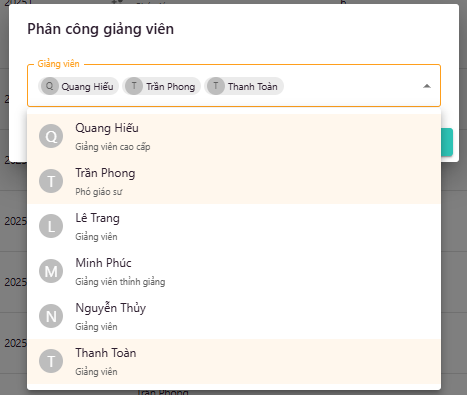 Phân công giảng viên
Giảng viên
Q Quang Hiếu T Trần Phong T Thanh Toàn
Q Quang Hiếu
Giảng viên cao cấp
T Trần Phong
Phó giáo sư
2025
L Lê Trang
Giảng viên
M Minh Phúc
2025
Giảng viên thỉnh giảng
N Nguyễn Thủy
Giảng viên
2025
T Thanh Toàn
Giảng viên
Trần Phong